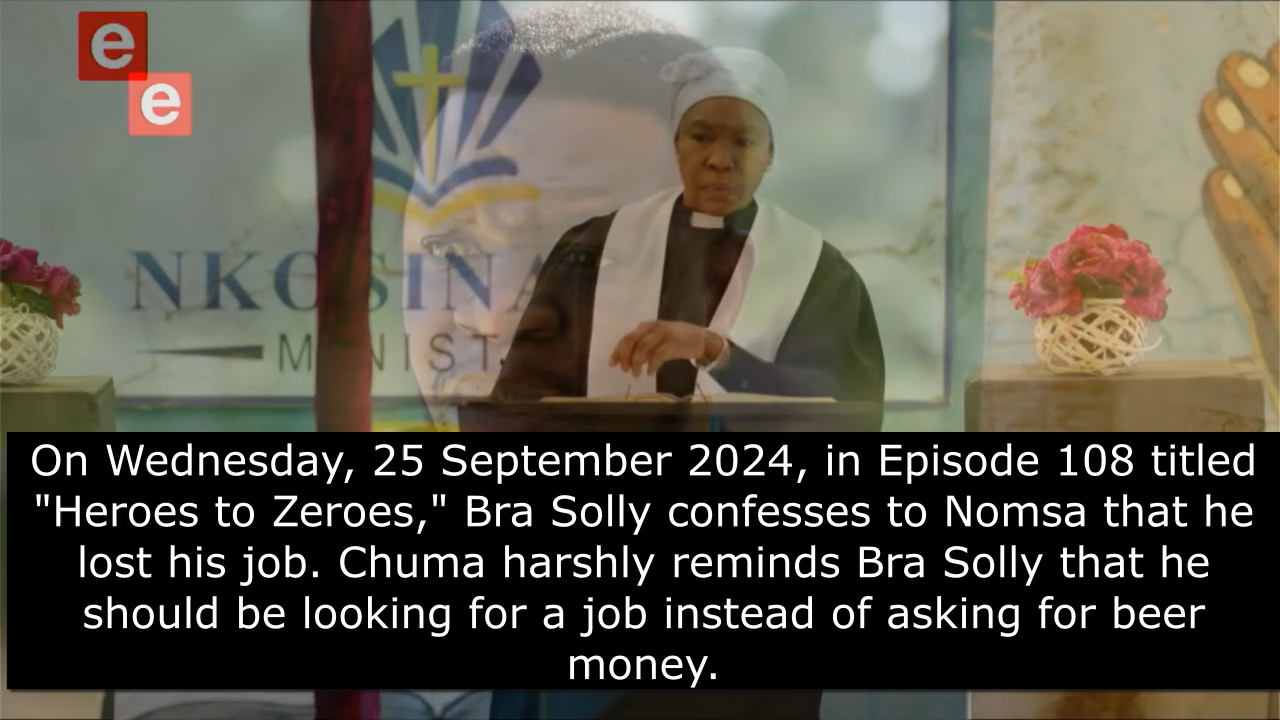 e
e
NKOSINA
MINIST
On Wednesday, 25 September 2024, in Episode 108 titled
"Heroes to Zeroes," Bra Solly confesses to Nomsa that he
lost his job. Chuma harshly reminds Bra Solly that he
should be looking for a job instead of asking for beer
money.